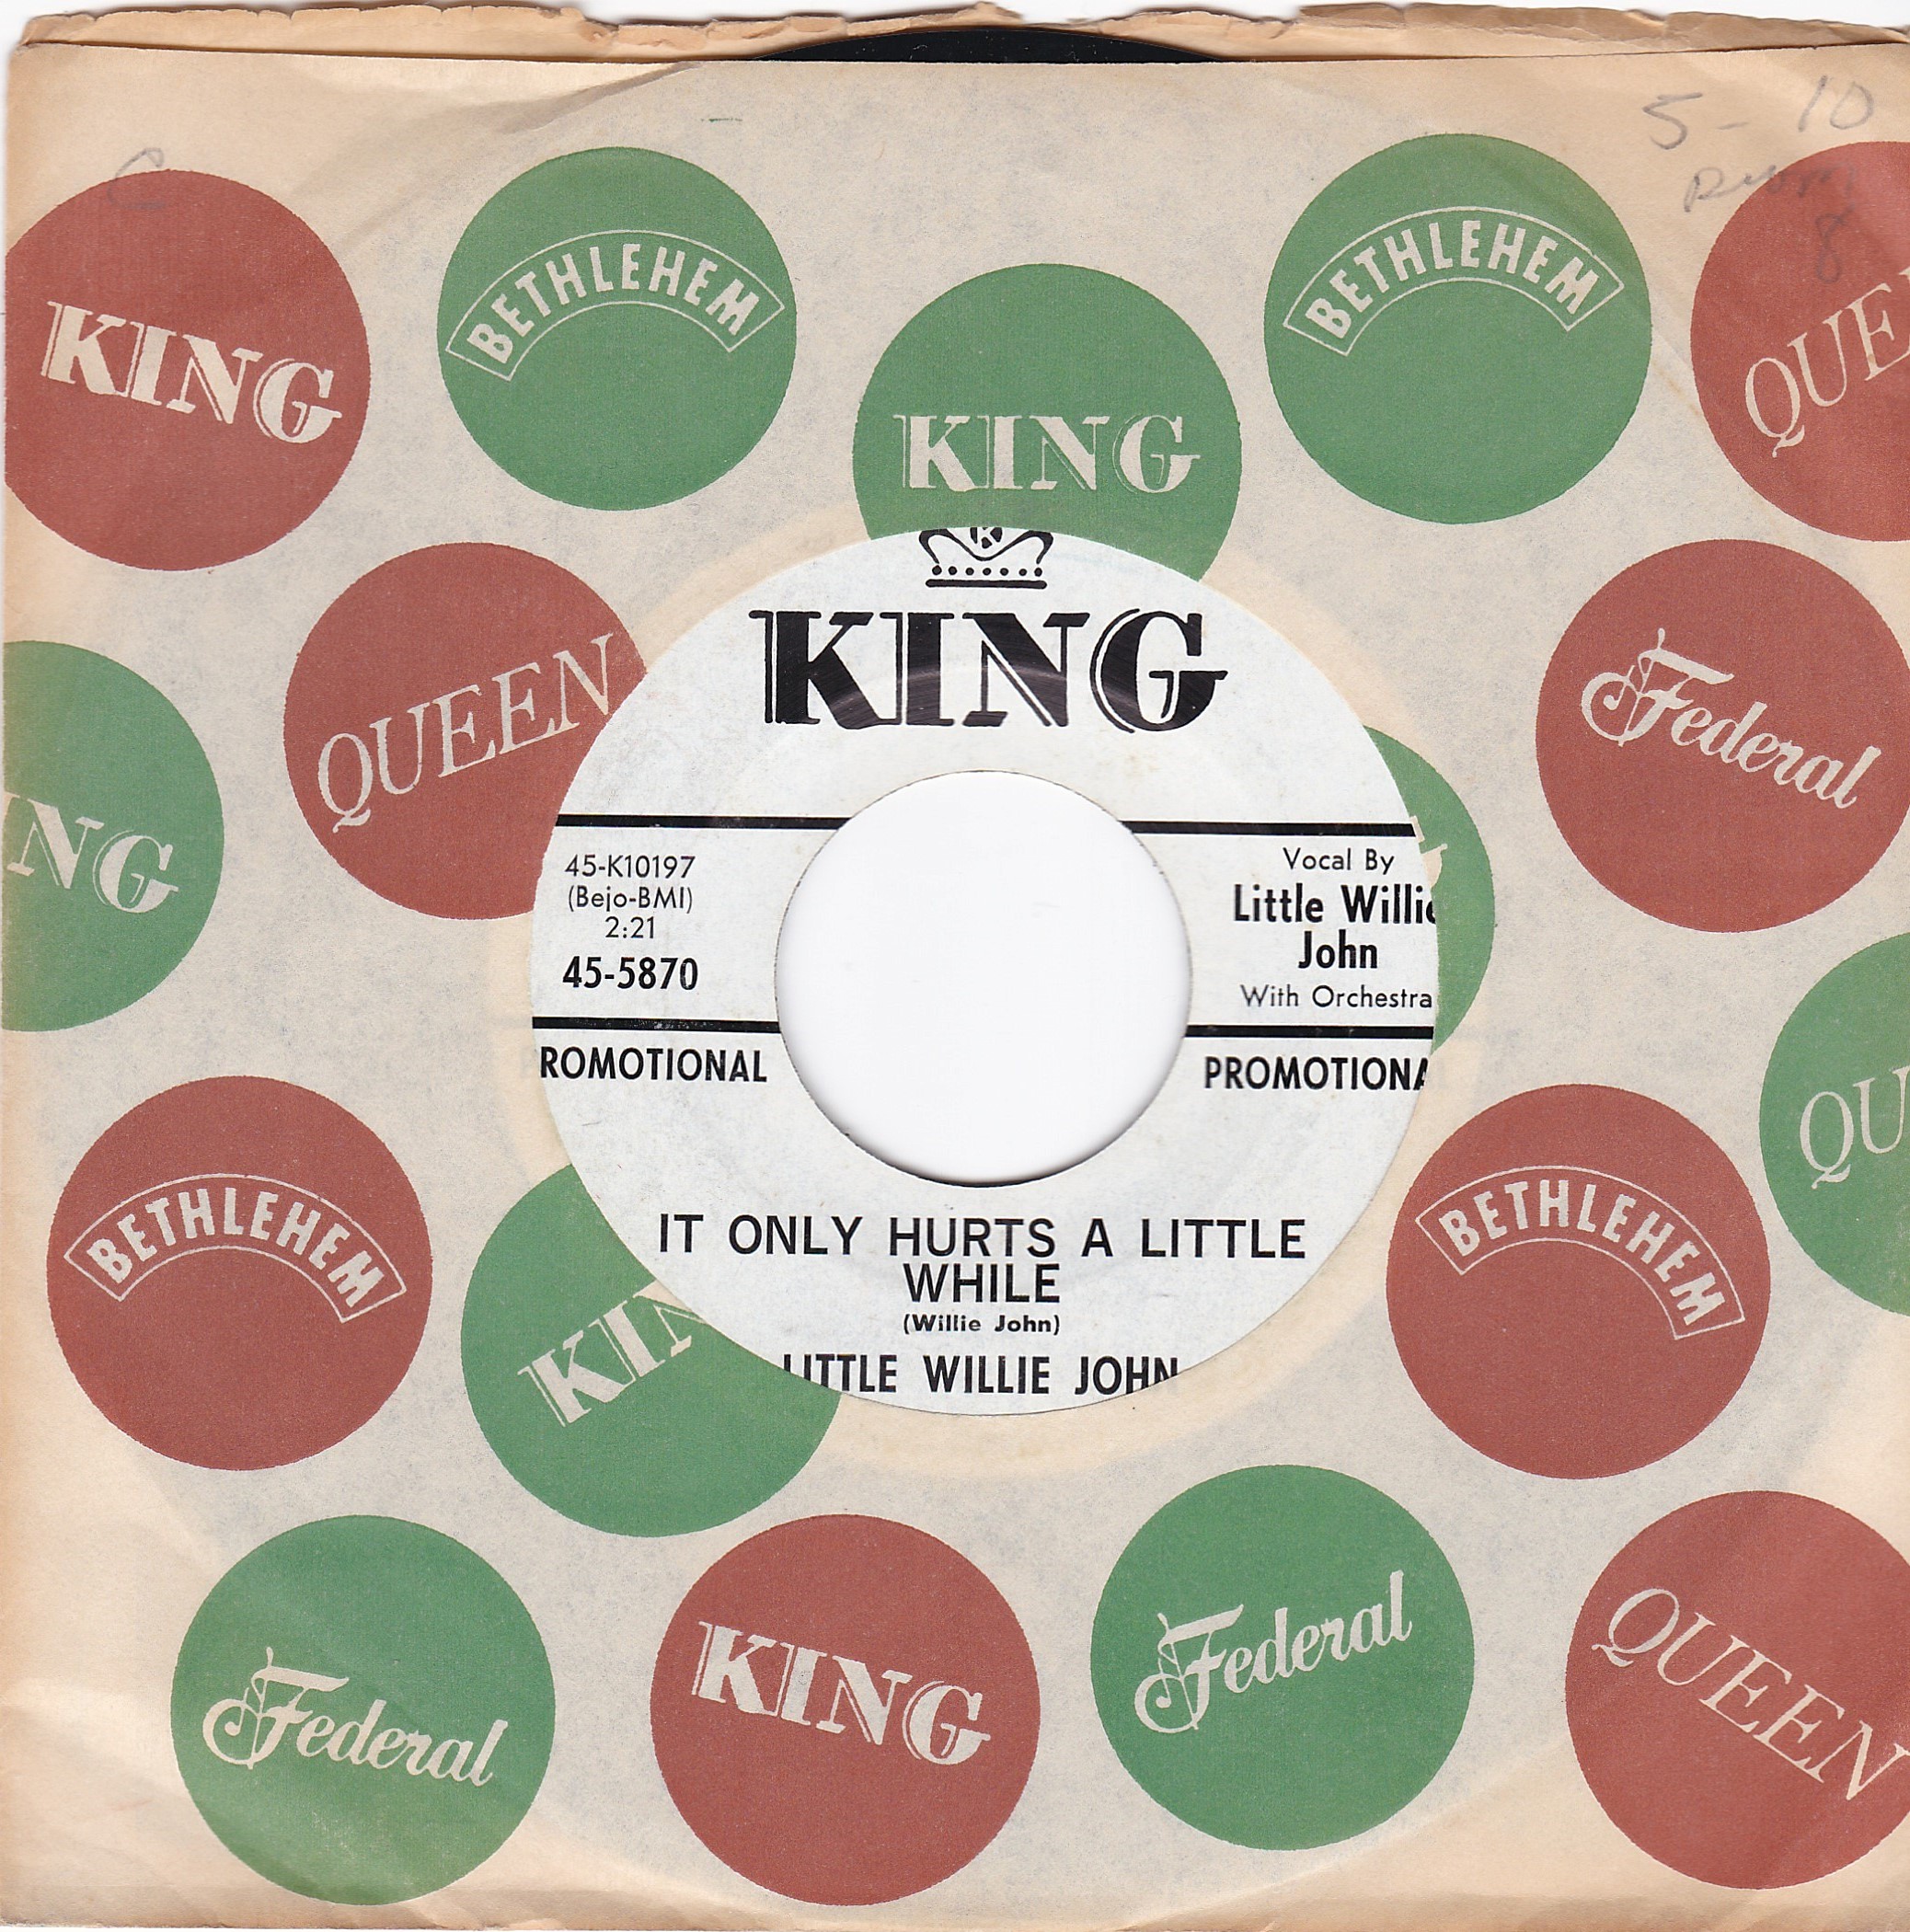 5 - 10
C
8
BETHLEHEM
BETHLEHEM
KING
QUE
KING
K
KING
QUEEN
Federal
NG
45-K10197
(Bejo-BMI)
2:21
45-5870
Vocal By
Little Willie
John
With Orchestra
ROMOTIONAL
PROMOTIONA
QU
BETHLEHEM
BETHLEHEM
IT ONLY HURTS A LITTLE
WHILE
(Willie John)
LITTLE WILLIE JOHN
KIN
Federal
KING
Federal
QUEEN